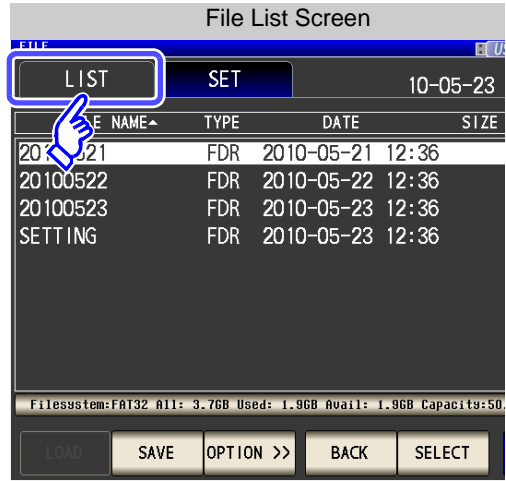 File List Screen
FILE
LIST SET 10-05-23
NAME▲ TYPE DATE SIZE
FDR 2010-05-21 12:36
20100522 FDR 2010-05-22 12:36
20100523 FDR 2010-05-23 12:36
SETTING FDR 2010-05-23 12:36
Filesystem:FAT32 All: 3.7GB Used: 1.9GB Avail: 1.9GB Capacity:50.
LOAD SAVE OPTION >> BACK SELECT